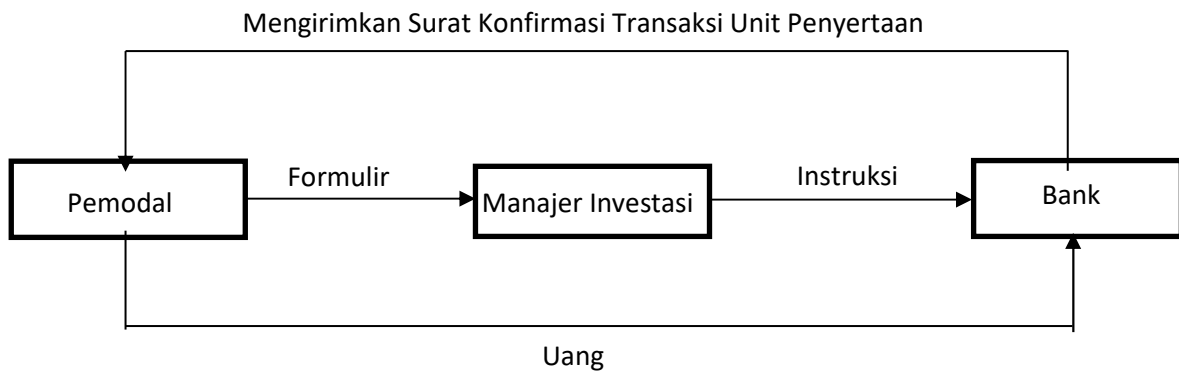 Mengirimkan Surat Konfirmasi Transaksi Unit Penyertaan
Formulir
Instruksi
Pemodal
Manajer Investasi
Bank
Uang